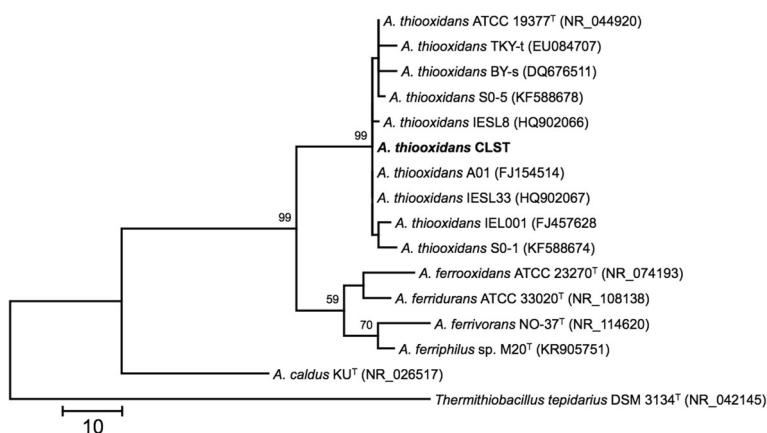 A. thiooxidans ATCC 19377ᵀ (NR_044920)
A. thiooxidans TKY-t (EU084707)
A. thiooxidans BY-s (DQ676511)
A. thiooxidans S0-5 (KF588678)
A. thiooxidans IESL8 (HQ902066)
99
A. thiooxidans CLST
A. thiooxidans A01 (FJ154514)
A. thiooxidans IESL33 (HQ902067)
99
A. thiooxidans IEL001 (FJ457628
A. thiooxidans S0-1 (KF588674)
A. ferrooxidans ATCC 23270ᵀ (NR_074193)
59
A. ferridurans ATCC 33020ᵀ (NR_108138)
70
A. ferrivorans NO-37ᵀ (NR_114620)
A. ferriphilus sp. M20ᵀ (KR905751)
A. caldus KUᵀ (NR_026517)
Thermithiobacillus tepidarius DSM 3134ᵀ (NR_042145)
10